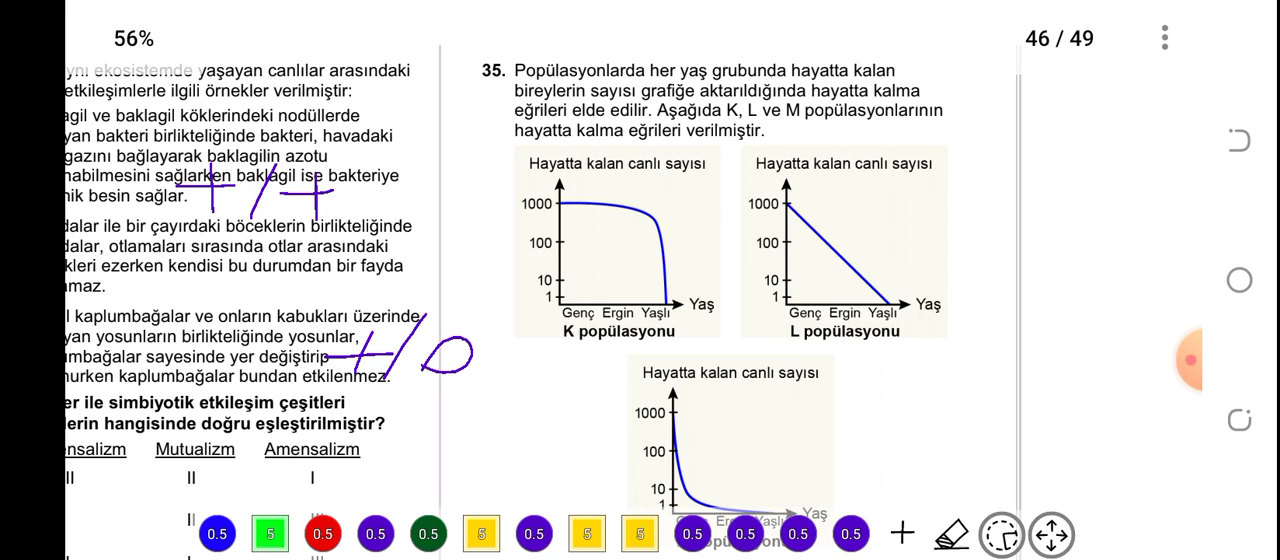 56%
46 / 49
ynı ekosistemde yaşayan canlılar arasındaki
etkileşimlerle ilgili örnekler verilmiştir:
agil ve baklagil köklerindeki nodüllerde
yan bakteri birlikteliğinde bakteri, havadaki
gazını bağlayarak baklagilin azotu
nabilmesini sağlarken baklagil ise bakteriye
nik besin sağlar.
+/+
dalar ile bir çayırdaki böceklerin birlikteliğinde
dalar, otlamaları sırasında otlar arasındaki
kleri ezerken kendisi bu durumdan bir fayda
maz.
l kaplumbağalar ve onların kabukları üzerinde
yan yosunların birlikteliğinde yosunlar,
umbağalar sayesinde yer değiştirip
nurken kaplumbağalar bundan etkilenmez.
+/0
er ile simbiyotik etkileşim çeşitleri
lerin hangisinde doğru eşleştirilmiştir?
ensalizm Mutualizm Amensalizm
II II I
II
35. Popülasyonlarda her yaş grubunda hayatta kalan
bireylerin sayısı grafiğe aktarıldığında hayatta kalma
eğrileri elde edilir. Aşağıda K, L ve M popülasyonlarının
hayatta kalma eğrileri verilmiştir.
Hayatta kalan canlı sayısı
1000
100
10
1
Yaş
Genç Ergin Yaşlı
K popülasyonu
Hayatta kalan canlı sayısı
1000
100
10
1
Yaş
Genç Ergin Yaşlı
L popülasyonu
Hayatta kalan canlı sayısı
1000
100
10
1
Yaş
Yaşlı
0.5 5 0.5 0.5 0.5 5 0.5 5 5 0.5 0.5 0.5 0.5